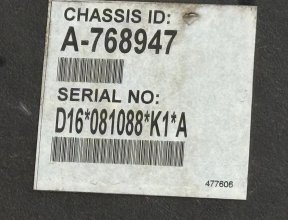 CHASSIS ID:
A-768947
SERIAL NO:
D16*081088*K1*A
477606